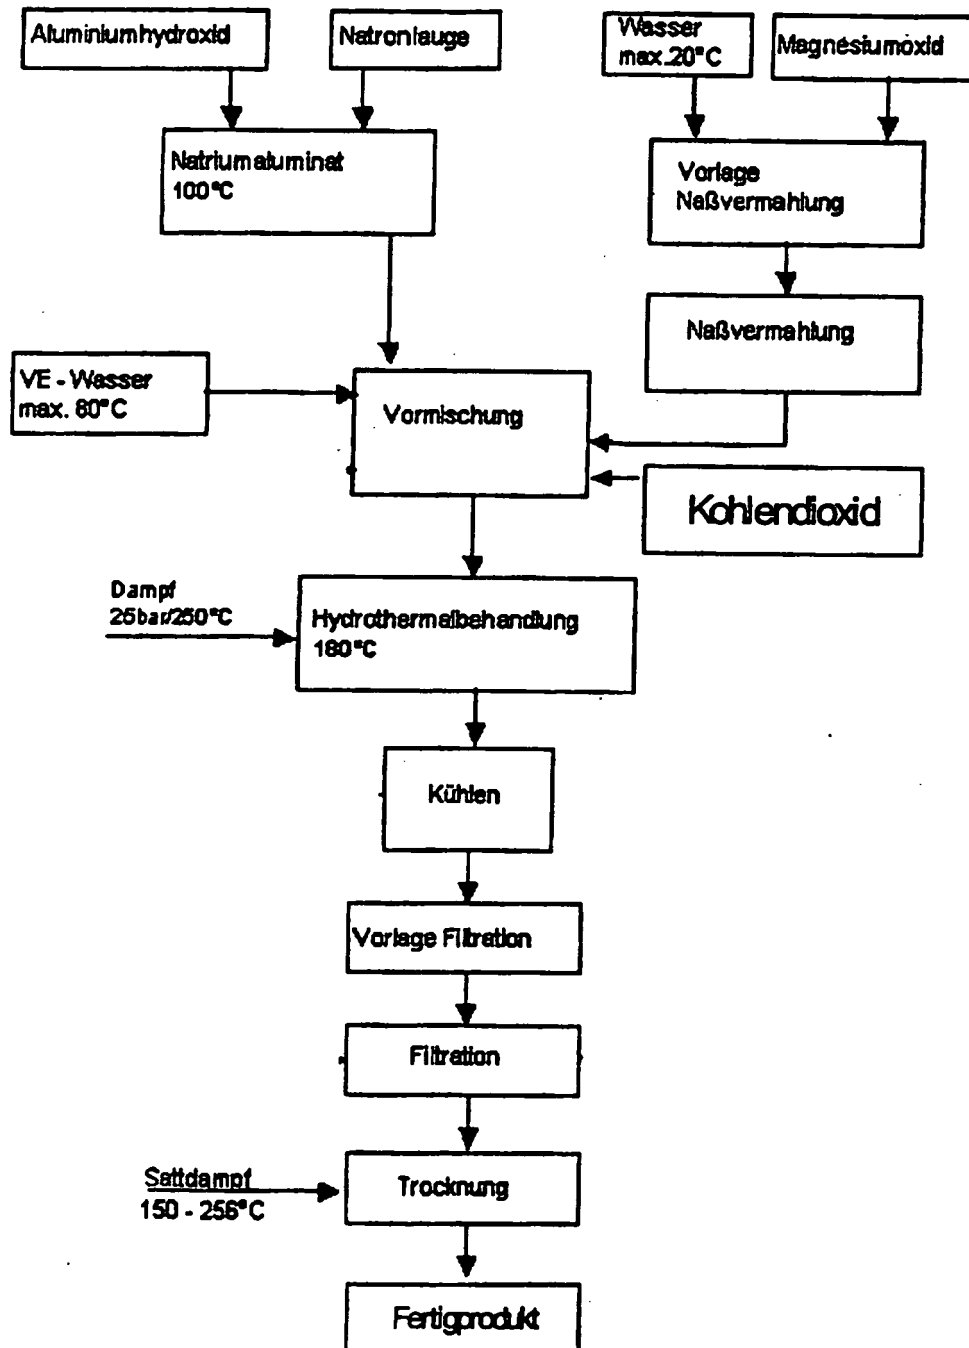 Aluminiumhydroxid
Natronlauge
Wasser
max. 20°C
Magnesiumoxid
Natriumaluminat
100°C
Vorlage
Naßvermahlung
Naßvermahlung
VE - Wasser
max. 80°C
Vormischung
Kohlendioxid
Dampf
25bar/250°C
Hydrothermalbehandlung
180°C
Kühlen
Vorlage Filtration
Filtration
Sattdampf
150 - 256°C
Trocknung
Fertigprodukt